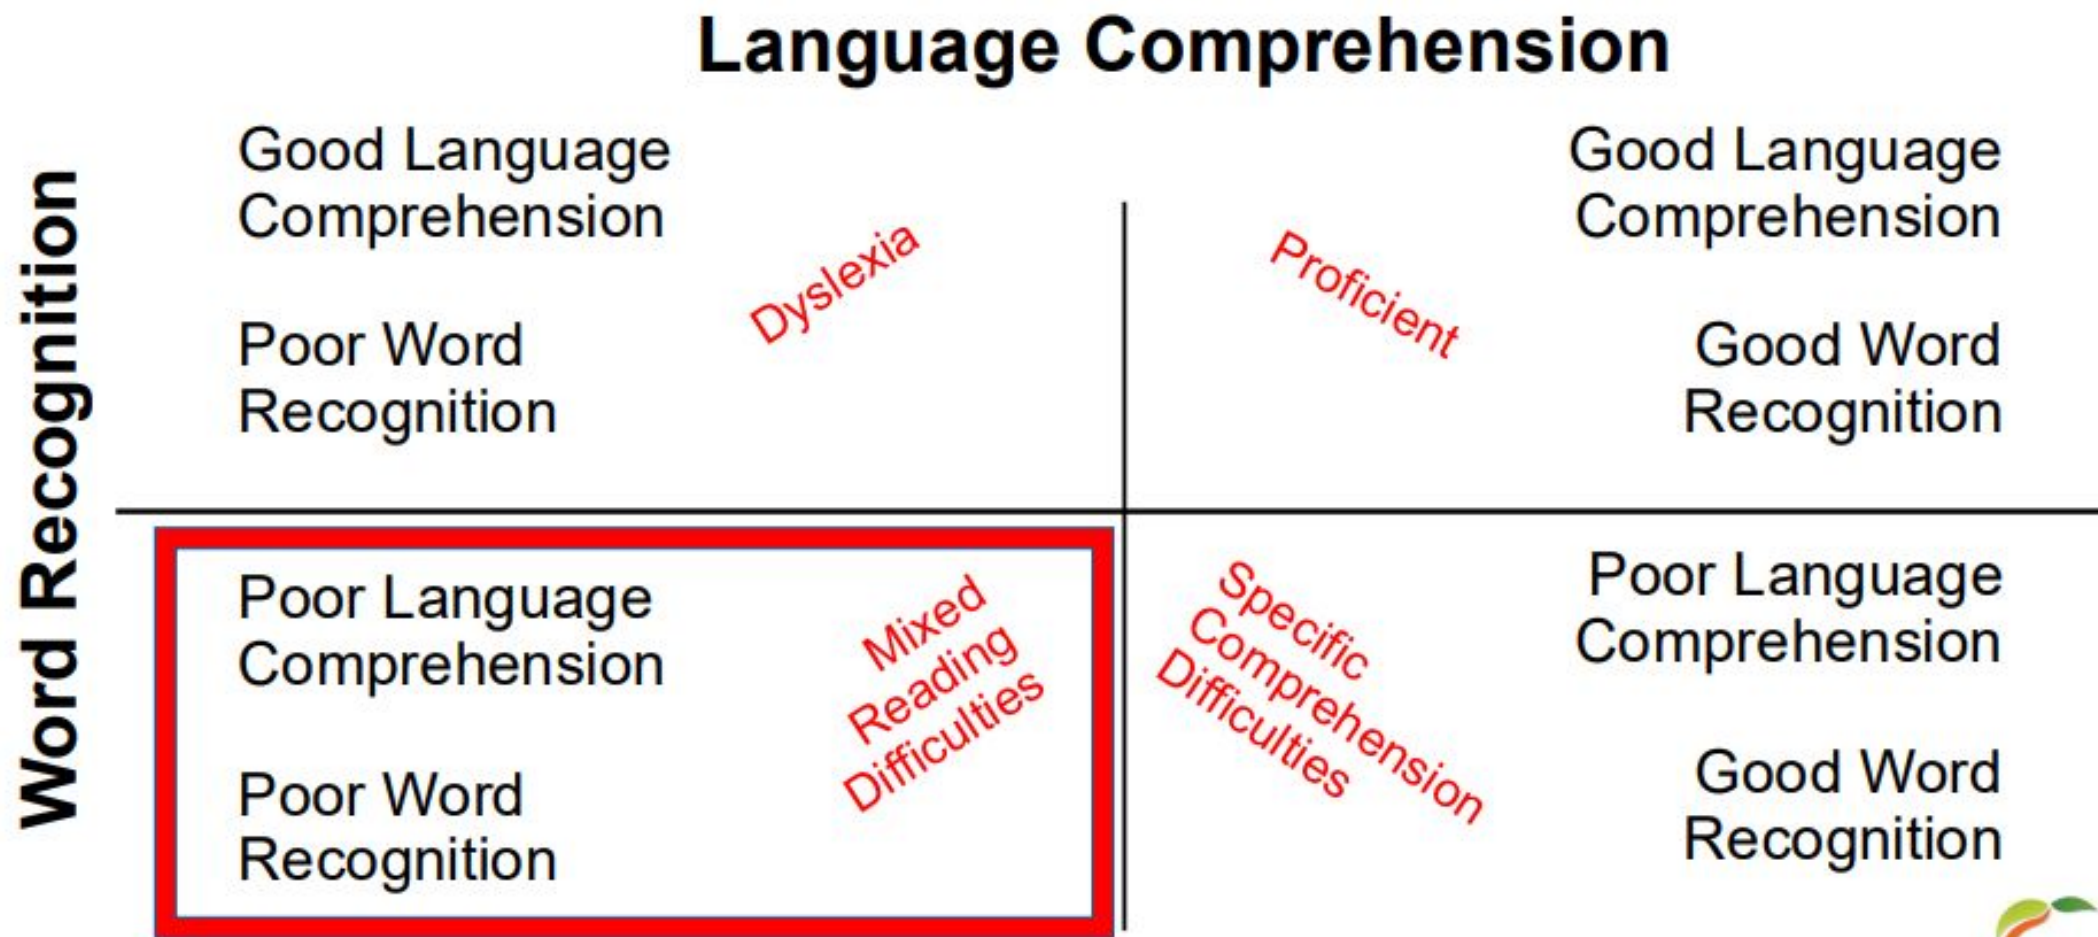 Language Comprehension
Word Recognition
Good Language
Comprehension
Poor Word
Recognition
Dyslexia
Proficient
Good Language
Comprehension
Good Word
Recognition
Poor Language
Comprehension
Poor Word
Recognition
Mixed
Reading
Difficulties
Specific
Comprehension
Difficulties
Poor Language
Comprehension
Good Word
Recognition